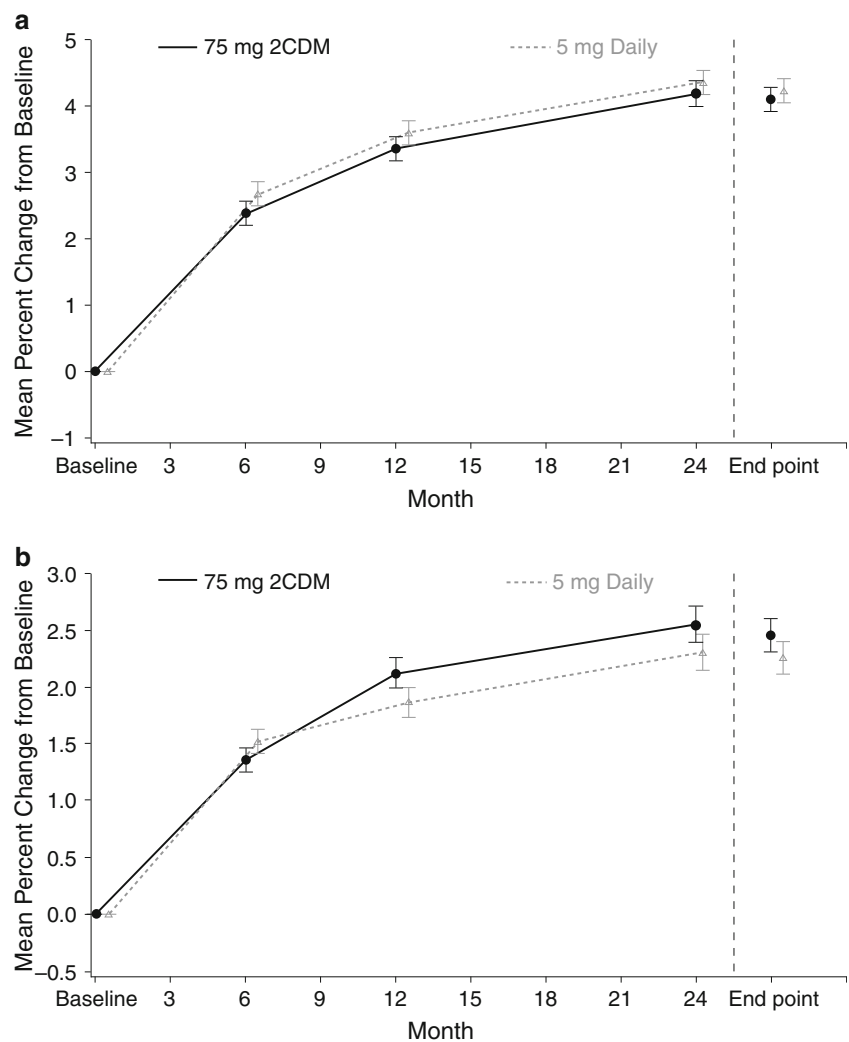 a
75 mg 2CDM 5 mg Daily
Mean Percent Change from Baseline
5
4
3
2
1
0
–1
Baseline 3 6 9 12 15 18 21 24 End point
Month
b
75 mg 2CDM 5 mg Daily
Mean Percent Change from Baseline
3.0
2.5
2.0
1.5
1.0
0.5
0.0
–0.5
Baseline 3 6 9 12 15 18 21 24 End point
Month